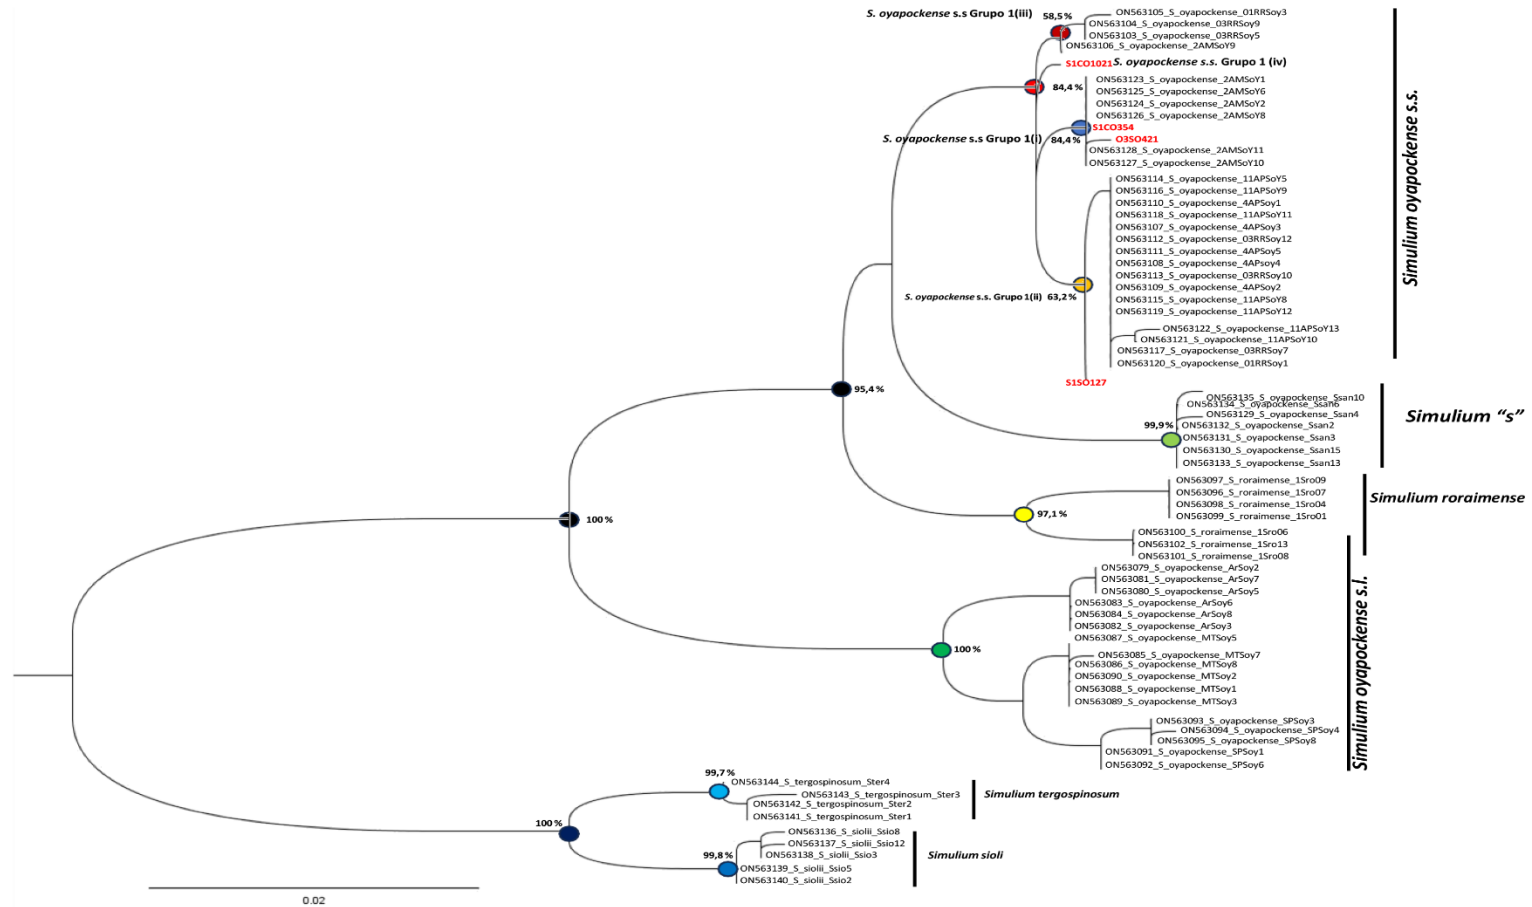 S. oyapockense s.s Grupo 1(iii)
58,5 %
ON563105_S_oyapockense_01RRSoy3
ON563104_S_oyapockense_03RRSoy9
ON563103_S_oyapockense_03RRSoy5
ON563106_S_oyapockense_2AMSoY9
S1CO1021
S. oyapockense s.s. Grupo 1 (iv)
84,4 %
ON563123_S_oyapockense_2AMSoY1
ON563125_S_oyapockense_2AMSoY6
ON563124_S_oyapockense_2AMSoY2
ON563126_S_oyapockense_2AMSoY8
S1CO354
S. oyapockense s.s Grupo 1(i)
84,4%
O3SO421
ON563128_S_oyapockense_2AMSoY11
ON563127_S_oyapockense_2AMSoY10
ON563114_S_oyapockense_11APSoY5
ON563116_S_oyapockense_11APSoY9
ON563110_S_oyapockense_4APSoy1
ON563118_S_oyapockense_11APSoY11
ON563107_S_oyapockense_4APSoy3
ON563112_S_oyapockense_03RRSoy12
ON563111_S_oyapockense_4APSoy5
ON563108_S_oyapockense_4APsoy4
ON563113_S_oyapockense_03RRSoy10
ON563109_S_oyapockense_4APSoy2
S. oyapockense s.s. Grupo 1(ii)
63,2%
ON563115_S_oyapockense_11APSoY8
ON563119_S_oyapockense_11APSoY12
ON563122_S_oyapockense_11APSoY13
ON563121_S_oyapockense_11APSoY10
ON563117_S_oyapockense_03RRSoy7
ON563120_S_oyapockense_01RRSoy1
S1SO127
Simulium oyapockense s.s.
ON563135_S_oyapockense_Ssan10
ON563134_S_oyapockense_Ssan6
ON563129_S_oyapockense_Ssan4
99,9%
ON563132_S_oyapockense_Ssan2
ON563131_S_oyapockense_Ssan3
ON563130_S_oyapockense_Ssan15
ON563133_S_oyapockense_Ssan13
Simulium “s”
95,4 %
ON563097_S_roraimense_1Sro09
ON563096_S_roraimense_1Sro07
ON563098_S_roraimense_1Sro04
ON563099_S_roraimense_1Sro01
97,1 %
ON563100_S_roraimense_1Sro06
ON563102_S_roraimense_1Sro13
ON563101_S_roraimense_1Sro08
Simulium roraimense
100 %
ON563079_S_oyapockense_ArSoy2
ON563081_S_oyapockense_ArSoy7
ON563080_S_oyapockense_ArSoy5
ON563083_S_oyapockense_ArSoy6
ON563084_S_oyapockense_ArSoy8
ON563082_S_oyapockense_ArSoy3
ON563087_S_oyapockense_MTSoy5
100 %
ON563085_S_oyapockense_MTSoy7
ON563086_S_oyapockense_MTSoy8
ON563090_S_oyapockense_MTSoy2
ON563088_S_oyapockense_MTSoy1
ON563089_S_oyapockense_MTSoy3
ON563093_S_oyapockense_SPSoy3
ON563094_S_oyapockense_SPSoy4
ON563095_S_oyapockense_SPSoy8
ON563091_S_oyapockense_SPSoy1
ON563092_S_oyapockense_SPSoy6
Simulium oyapockense s.l.
99,7 %
ON563144_S_tergospinosum_Ster4
ON563143_S_tergospinosum_Ster3
ON563142_S_tergospinosum_Ster2
ON563141_S_tergospinosum_Ster1
Simulium tergospinosum
100 %
ON563136_S_siolii_Ssio8
ON563137_S_siolii_Ssio12
ON563138_S_siolii_Ssio3
99,8%
ON563139_S_siolii_Ssio5
ON563140_S_siolii_Ssio2
Simulium sioli
0.02